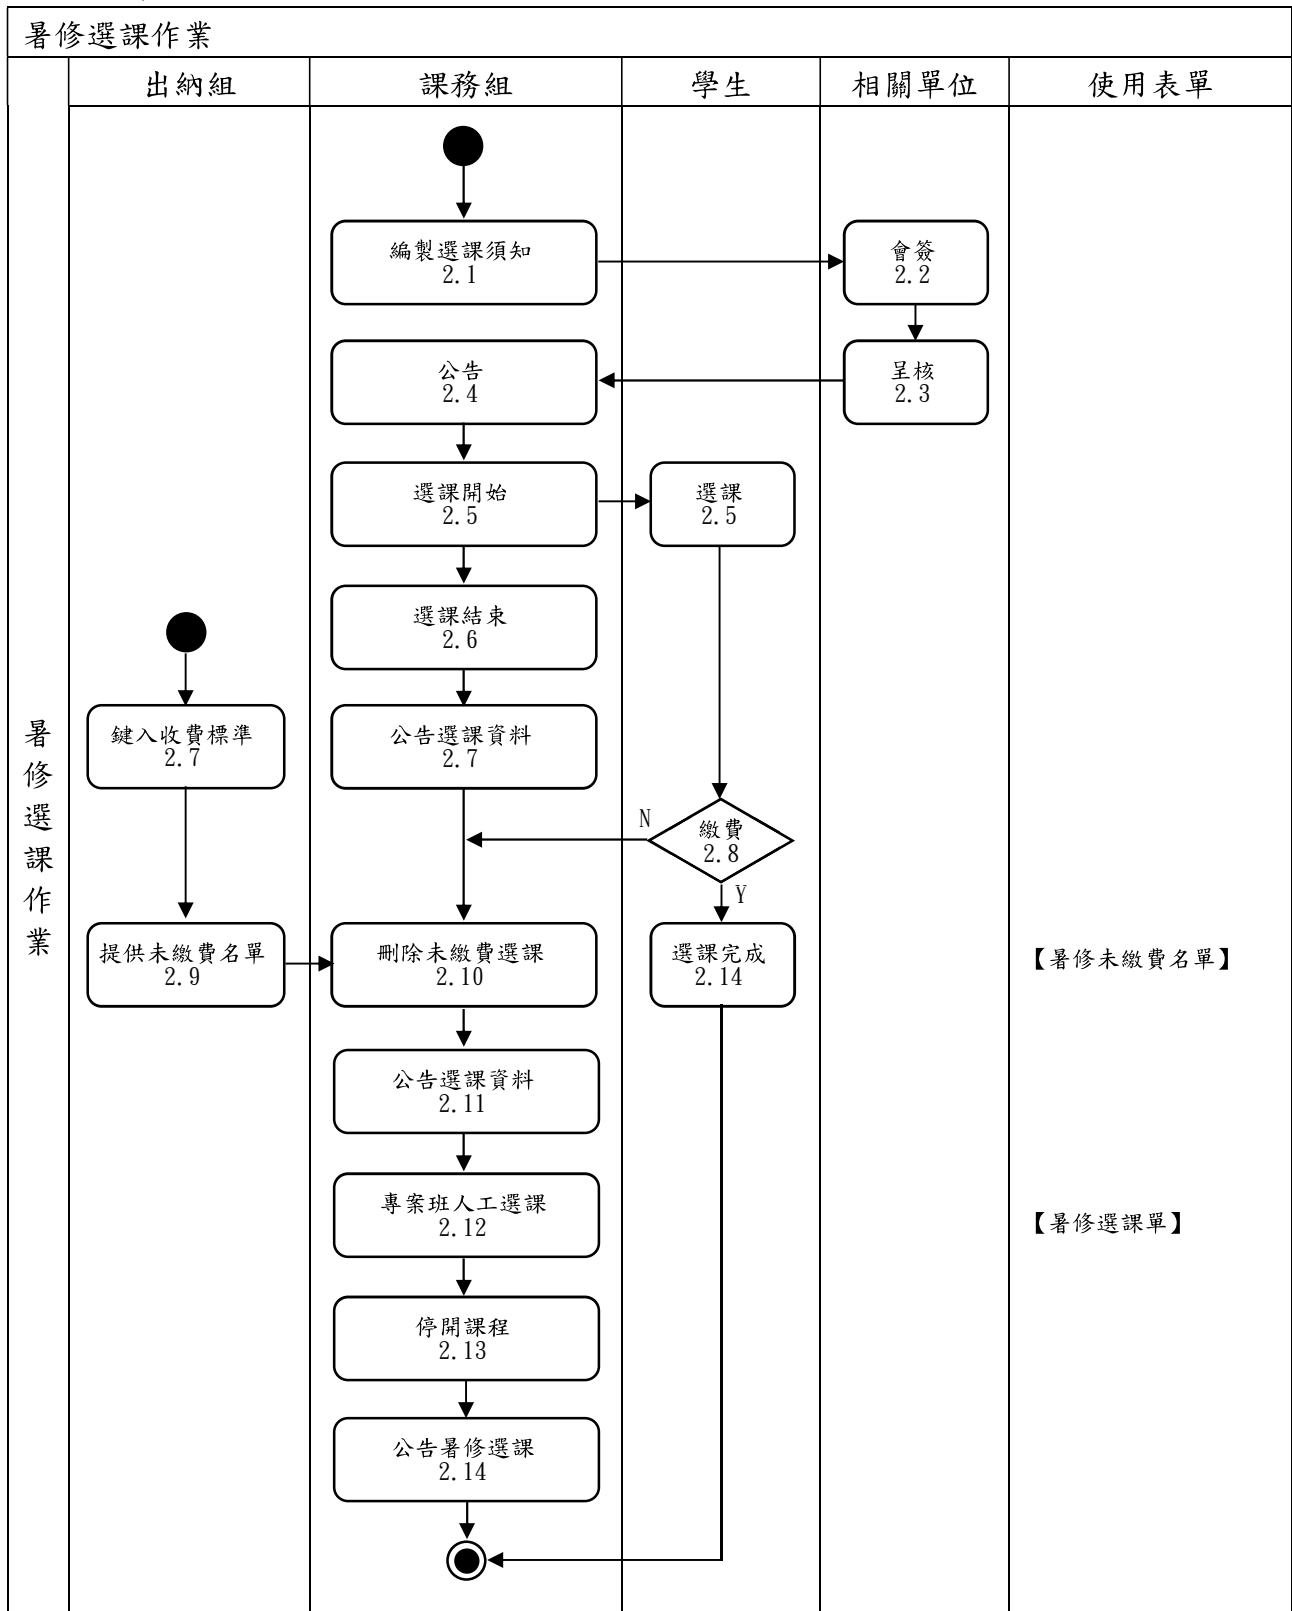 暑修選課作業
出納組 課務組 學生 相關單位 使用表單
編製選課須知
2.1
會簽
2.2
公告
2.4
呈核
2.3
選課開始
2.5
選課
2.5
選課結束
2.6
鍵入收費標準
2.7
公告選課資料
2.7
暑修選課作業
N
繳費
2.8
Y
提供未繳費名單
2.9
刪除未繳費選課
2.10
選課完成
2.14
【暑修未繳費名單】
公告選課資料
2.11
專案班人工選課
2.12
【暑修選課單】
停開課程
2.13
公告暑修選課
2.14